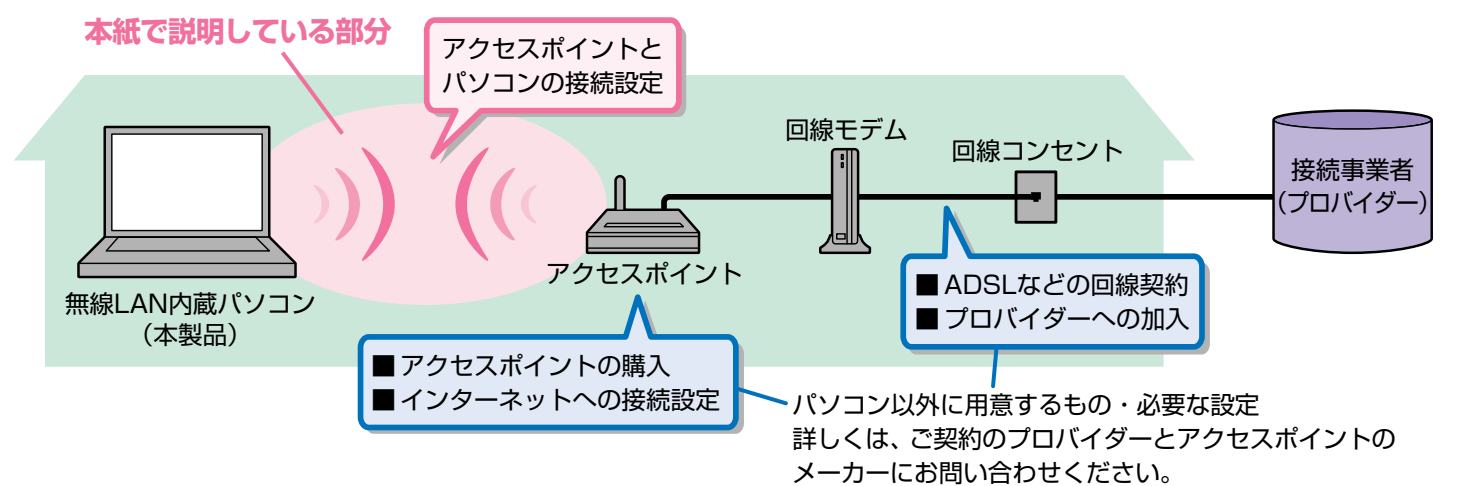 本紙で説明している部分
アクセスポイントと
パソコンの接続設定
回線モデム
回線コンセント
接続事業者
（プロバイダー）
アクセスポイント
無線LAN内蔵パソコン
（本製品）
■ ADSLなどの回線契約
■ プロバイダーへの加入
■ アクセスポイントの購入
■ インターネットへの接続設定
パソコン以外に用意するもの・必要な設定
詳しくは、ご契約のプロバイダーとアクセスポイントの
メーカーにお問い合わせください。